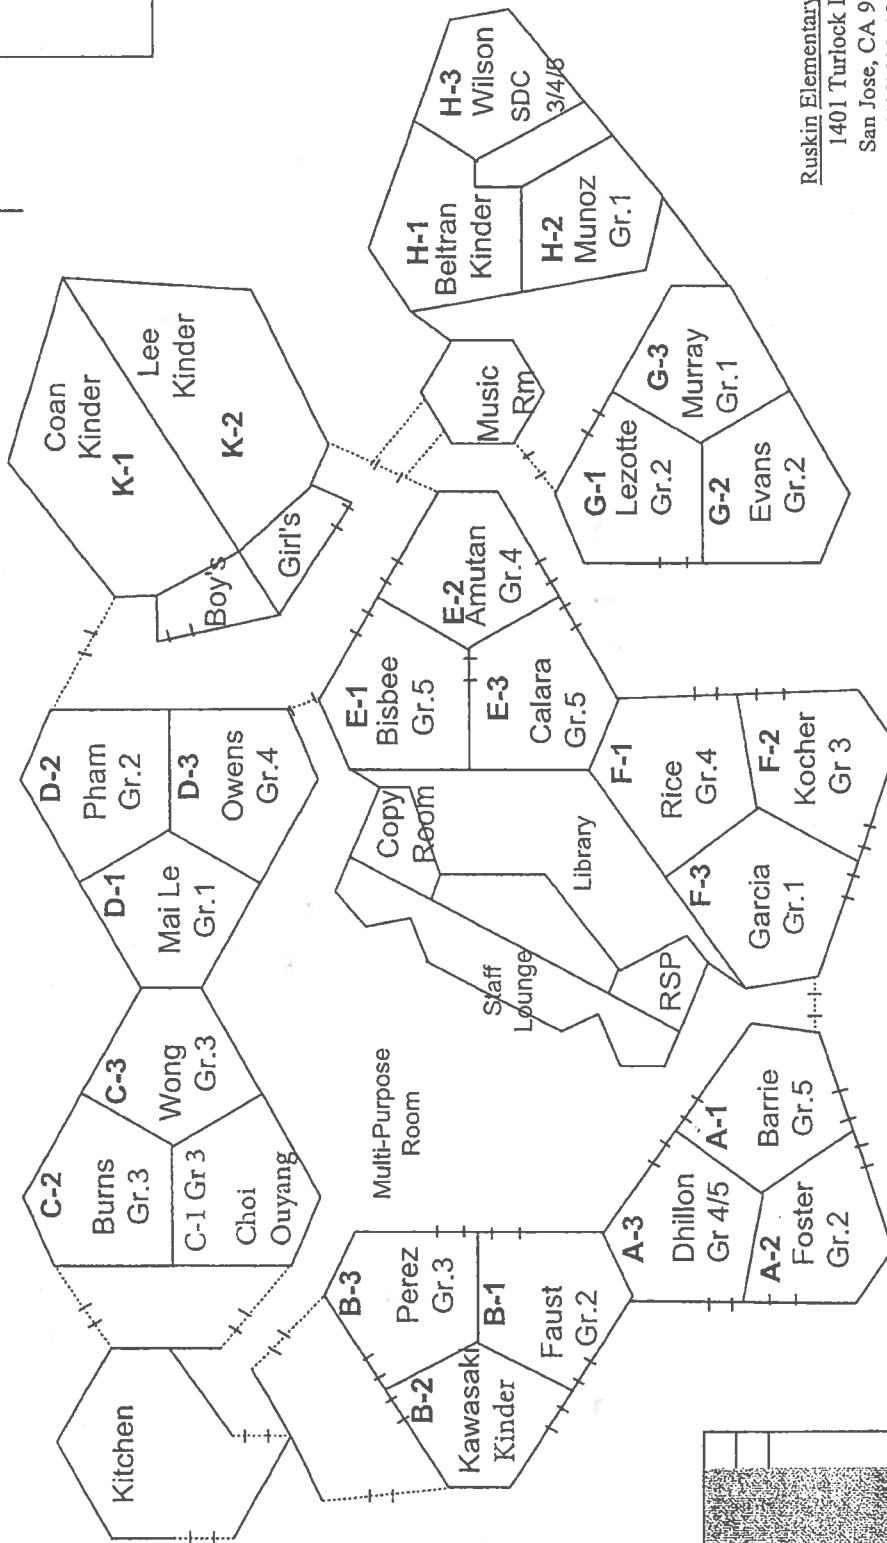 Kitchen
C-2
Burns
Gr.3
C-3
Wong
Gr.3
C-1 Gr 3
Choi
Ouyang
D-2
Pham
Gr.2
D-1
Mai Le
Gr.1
D-3
Owens
Gr.4
Coan
Kinder
K-1
Lee
Kinder
K-2
Boy's
Girl's
B-3
Perez
Gr.3
B-2
Kawasaki
Kinder
B-1
Faust
Gr.2
Multi-Purpose
Room
Staff
Lounge
Copy
Room
Library
RSP
E-1
Bisbee
Gr.5
E-2
Amutan
Gr.4
E-3
Calara
Gr.5
Music
Rm
H-1
Beltran
Kinder
H-3
Wilson
SDC
3/4/6
H-2
Munoz
Gr.1
A-3
Dhillon
Gr 4/5
A-1
Barrie
Gr.5
A-2
Foster
Gr.2
F-1
Rice
Gr.4
F-3
Garcia
Gr.1
F-2
Kocher
Gr 3
G-1
Lezotte
Gr.2
G-3
Murray
Gr.1
G-2
Evans
Gr.2
Ruskin Elementary
1401 Turlock
San Jose, CA 9